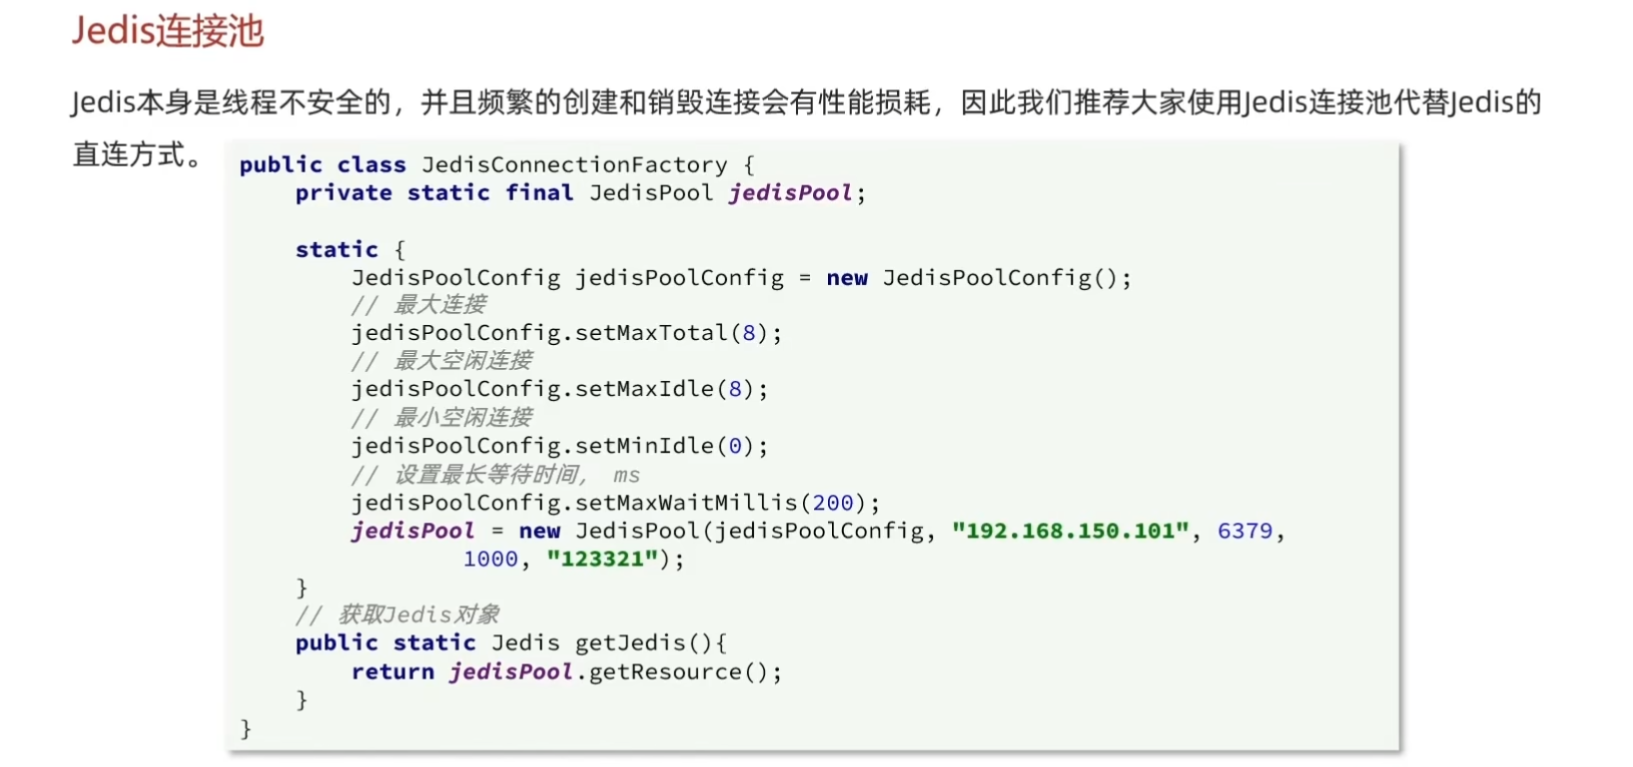 Jedis连接池
Jedis本身是线程不安全的，并且频繁的创建和销毁连接会有性能损耗，因此我们推荐大家使用Jedis连接池代替Jedis的
直连方式。
public class JedisConnectionFactory {
    private static final JedisPool jedisPool;

    static {
        JedisPoolConfig jedisPoolConfig = new JedisPoolConfig();
        // 最大连接
        jedisPoolConfig.setMaxTotal(8);
        // 最大空闲连接
        jedisPoolConfig.setMaxIdle(8);
        // 最小空闲连接
        jedisPoolConfig.setMinIdle(0);
        // 设置最长等待时间， ms
        jedisPoolConfig.setMaxWaitMillis(200);
        jedisPool = new JedisPool(jedisPoolConfig, "192.168.150.101", 6379,
                1000, "123321");
    }
    // 获取Jedis对象
    public static Jedis getJedis(){
        return jedisPool.getResource();
    }
}